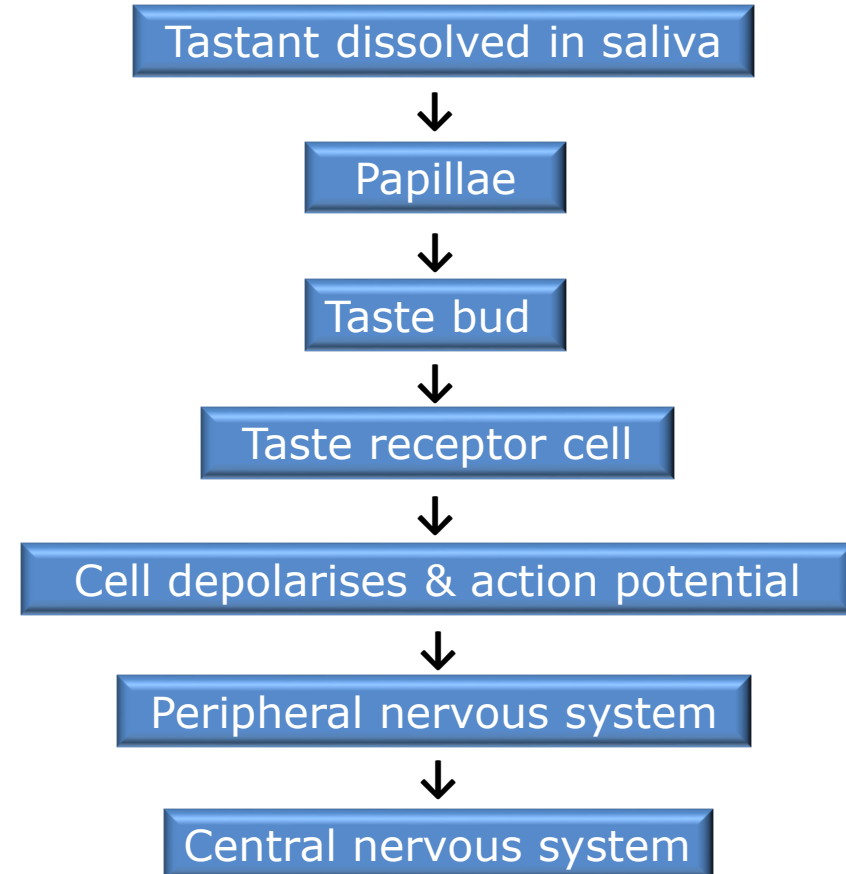 Tastant dissolved in saliva
Papillae
Taste bud
Taste receptor cell
Cell depolarises & action potential
Peripheral nervous system
Central nervous system